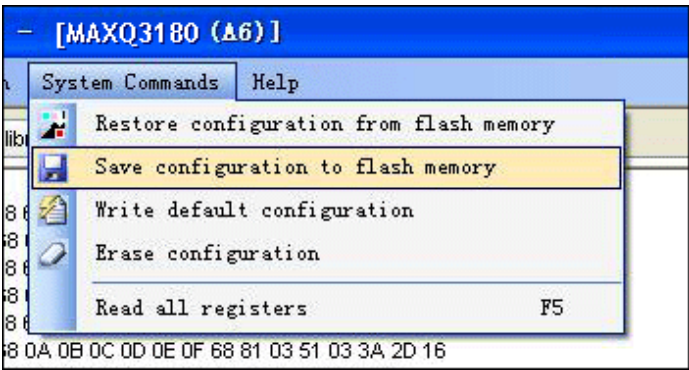 — [MAXQ3180 (A6)]
System Commands Help
Restore configuration from flash memory
Save configuration to flash memory
Write default configuration
Erase configuration
Read all registers F5
68 0A 0B 0C 0D 0E 0F 68 81 03 51 03 3A 2D 16